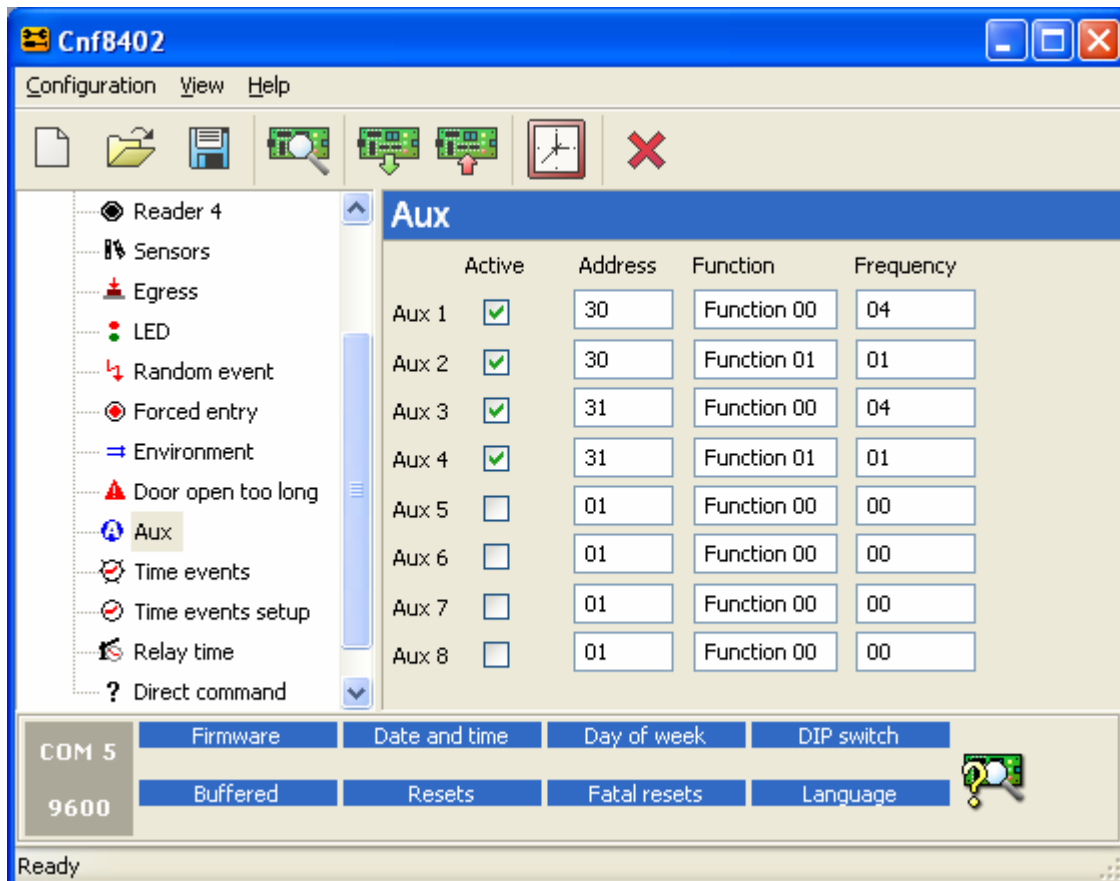 Cnf8402
Configuration View Help
Reader 4
Sensors
Egress
LED
Random event
Forced entry
Environment
Door open too long
Aux
Time events
Time events setup
Relay time
? Direct command
Aux
Active Address Function Frequency
Aux 1 30 Function 00 04
Aux 2 30 Function 01 01
Aux 3 31 Function 00 04
Aux 4 31 Function 01 01
Aux 5 01 Function 00 00
Aux 6 01 Function 00 00
Aux 7 01 Function 00 00
Aux 8 01 Function 00 00
COM 5
9600
Firmware Date and time Day of week DIP switch
Buffered Resets Fatal resets Language
Ready